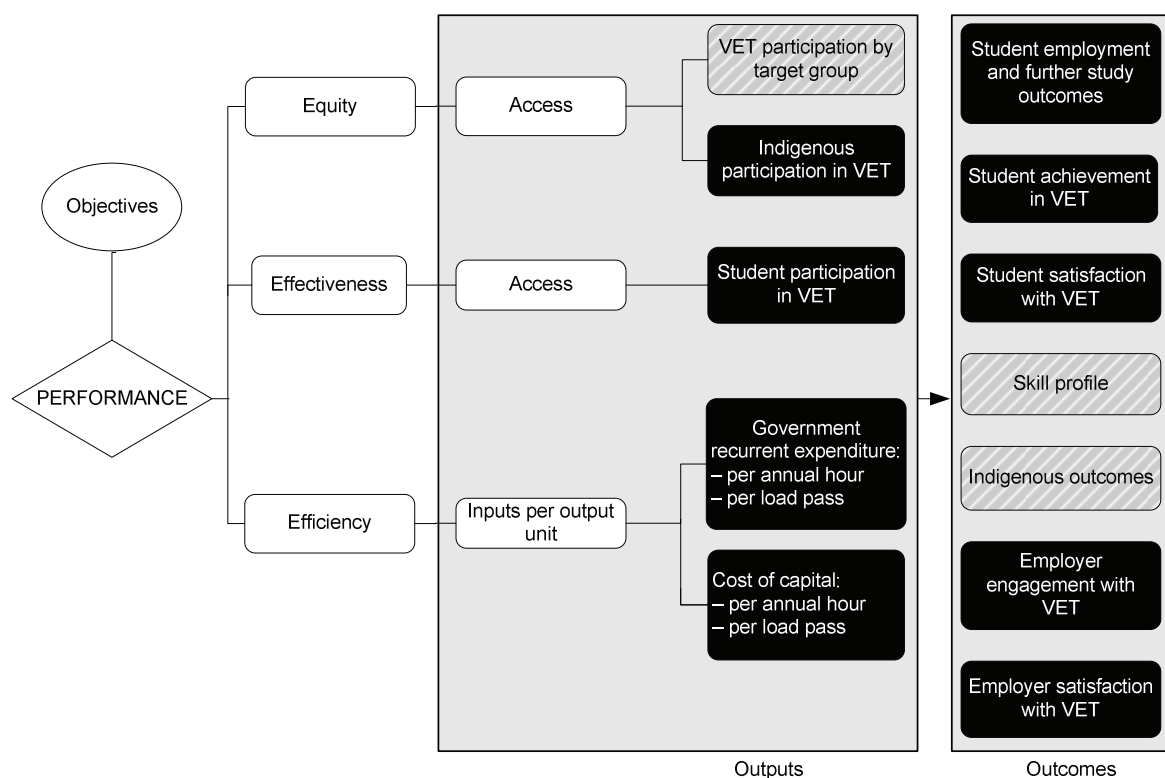 Objectives
PERFORMANCE
Equity
Effectiveness
Efficiency
Access
Access
Inputs per output
unit
VET participation by
target group
Indigenous
participation in VET
Student participation
in VET
Government
recurrent expenditure:
– per annual hour
– per load pass
Cost of capital:
– per annual hour
– per load pass
Outputs
Student employment
and further study
outcomes
Student achievement
in VET
Student satisfaction
with VET
Skill profile
Indigenous outcomes
Employer
engagement with
VET
Employer satisfaction
with VET
Outcomes